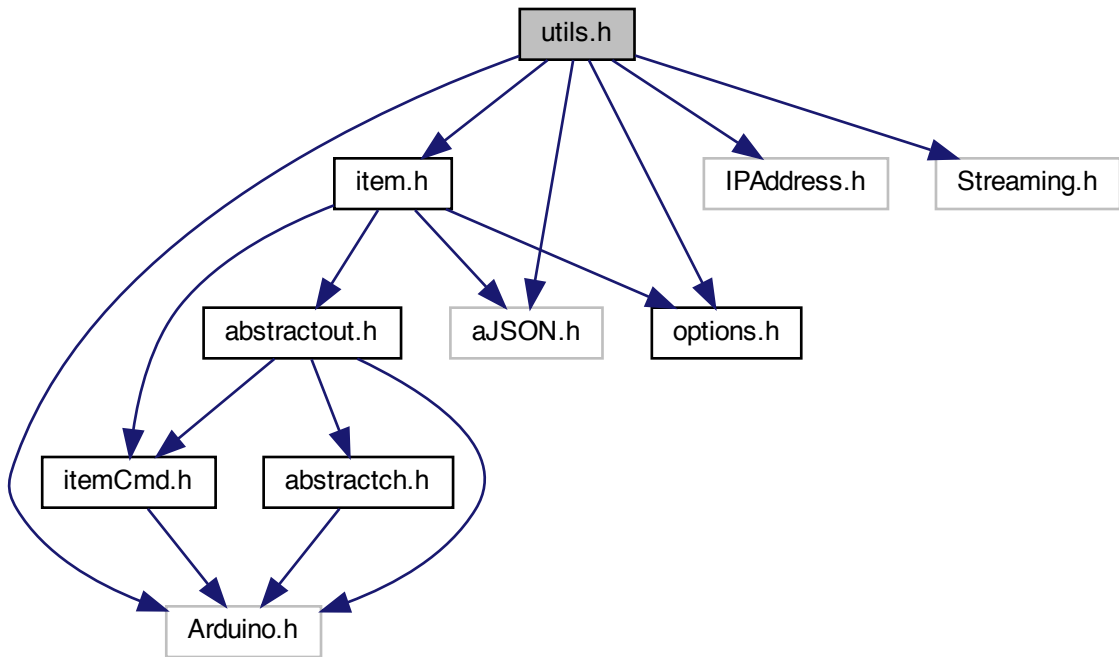 utils.h
item.h
IPAddress.h
Streaming.h
abstractout.h
aJSON.h
options.h
itemCmd.h
abstractch.h
Arduino.h